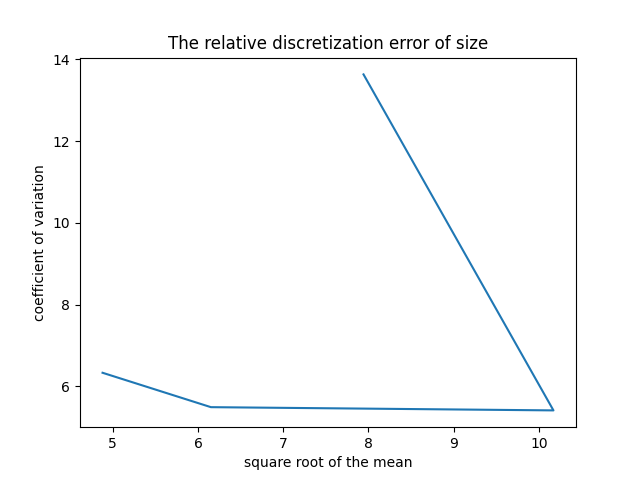 The relative discretization error of size
14
12
10
8
6
coefficient of variation
5 6 7 8 9 10
square root of the mean